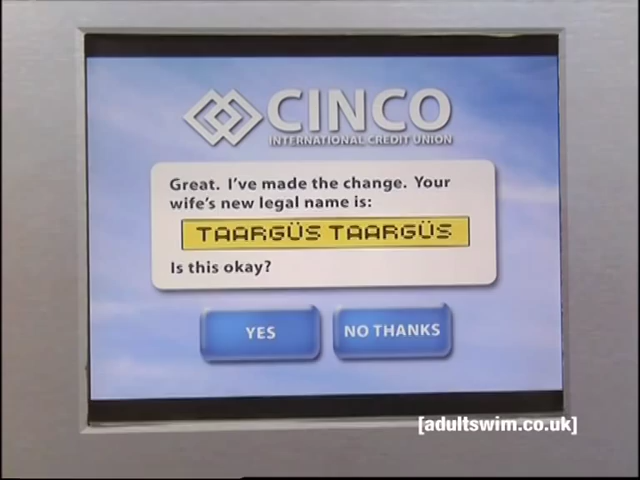 CINCO
INTERNATIONAL CREDIT UNION
Great. I've made the change. Your
wife's new legal name is:
TAARGÜS TAARGÜS
Is this okay?
YES
NO THANKS
[adultswim.co.uk]